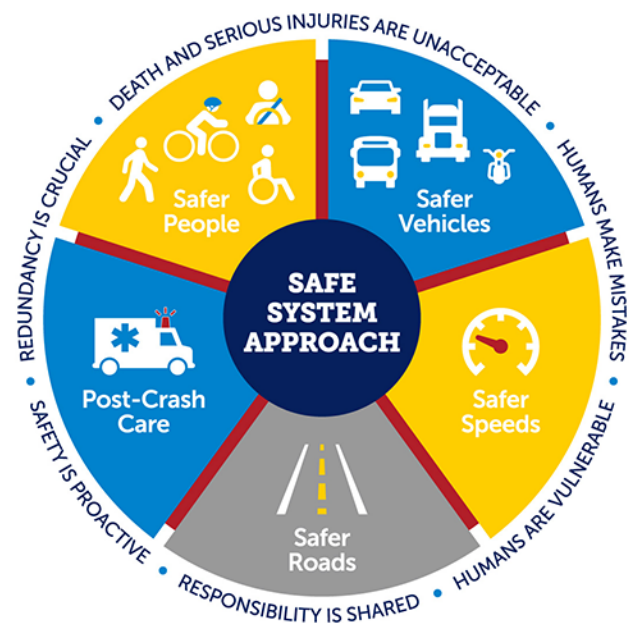 DEATH AND SERIOUS INJURIES ARE UNACCEPTABLE
HUMANS MAKE MISTAKES
HUMANS ARE VULNERABLE
RESPONSIBILITY IS SHARED
SAFETY IS PROACTIVE
REDUNDANCY IS CRUCIAL
Safer
People
Safer
Vehicles
SAFE
SYSTEM
APPROACH
Post-Crash
Care
Safer
Speeds
Safer
Roads